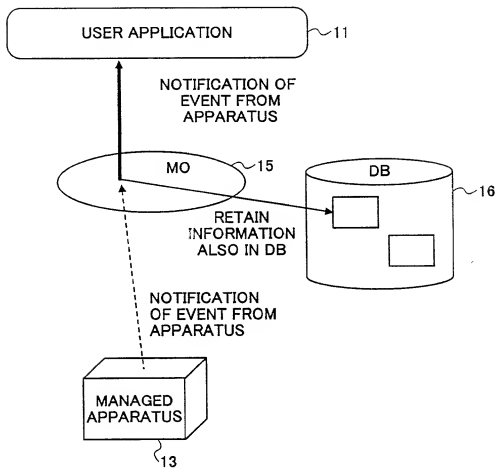 USER APPLICATION
11
NOTIFICATION OF
EVENT FROM
APPARATUS
MO
15
DB
16
RETAIN
INFORMATION
ALSO IN DB
NOTIFICATION
OF EVENT FROM
APPARATUS
MANAGED
APPARATUS
13